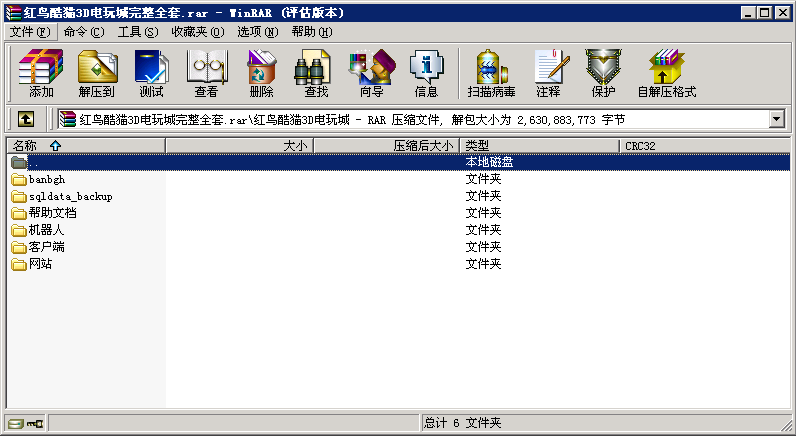 红鸟酷猫3D电玩城完整全套.rar - WinRAR (评估版本)
文件(F) 命令(C) 工具(S) 收藏夹(O) 选项(N) 帮助(H)
添加 解压到 测试 查看 删除 查找 向导 信息 扫描病毒 注释 保护 自解压格式
红鸟酷猫3D电玩城完整全套.rar\红鸟酷猫3D电玩城 - RAR 压缩文件, 解包大小为 2,630,883,773 字节
名称 大小 压缩后大小 类型 CRC32
.. 本地磁盘
banbgh 文件夹
sqldata_backup 文件夹
帮助文档 文件夹
机器人 文件夹
客户端 文件夹
网站 文件夹
总计 6 文件夹